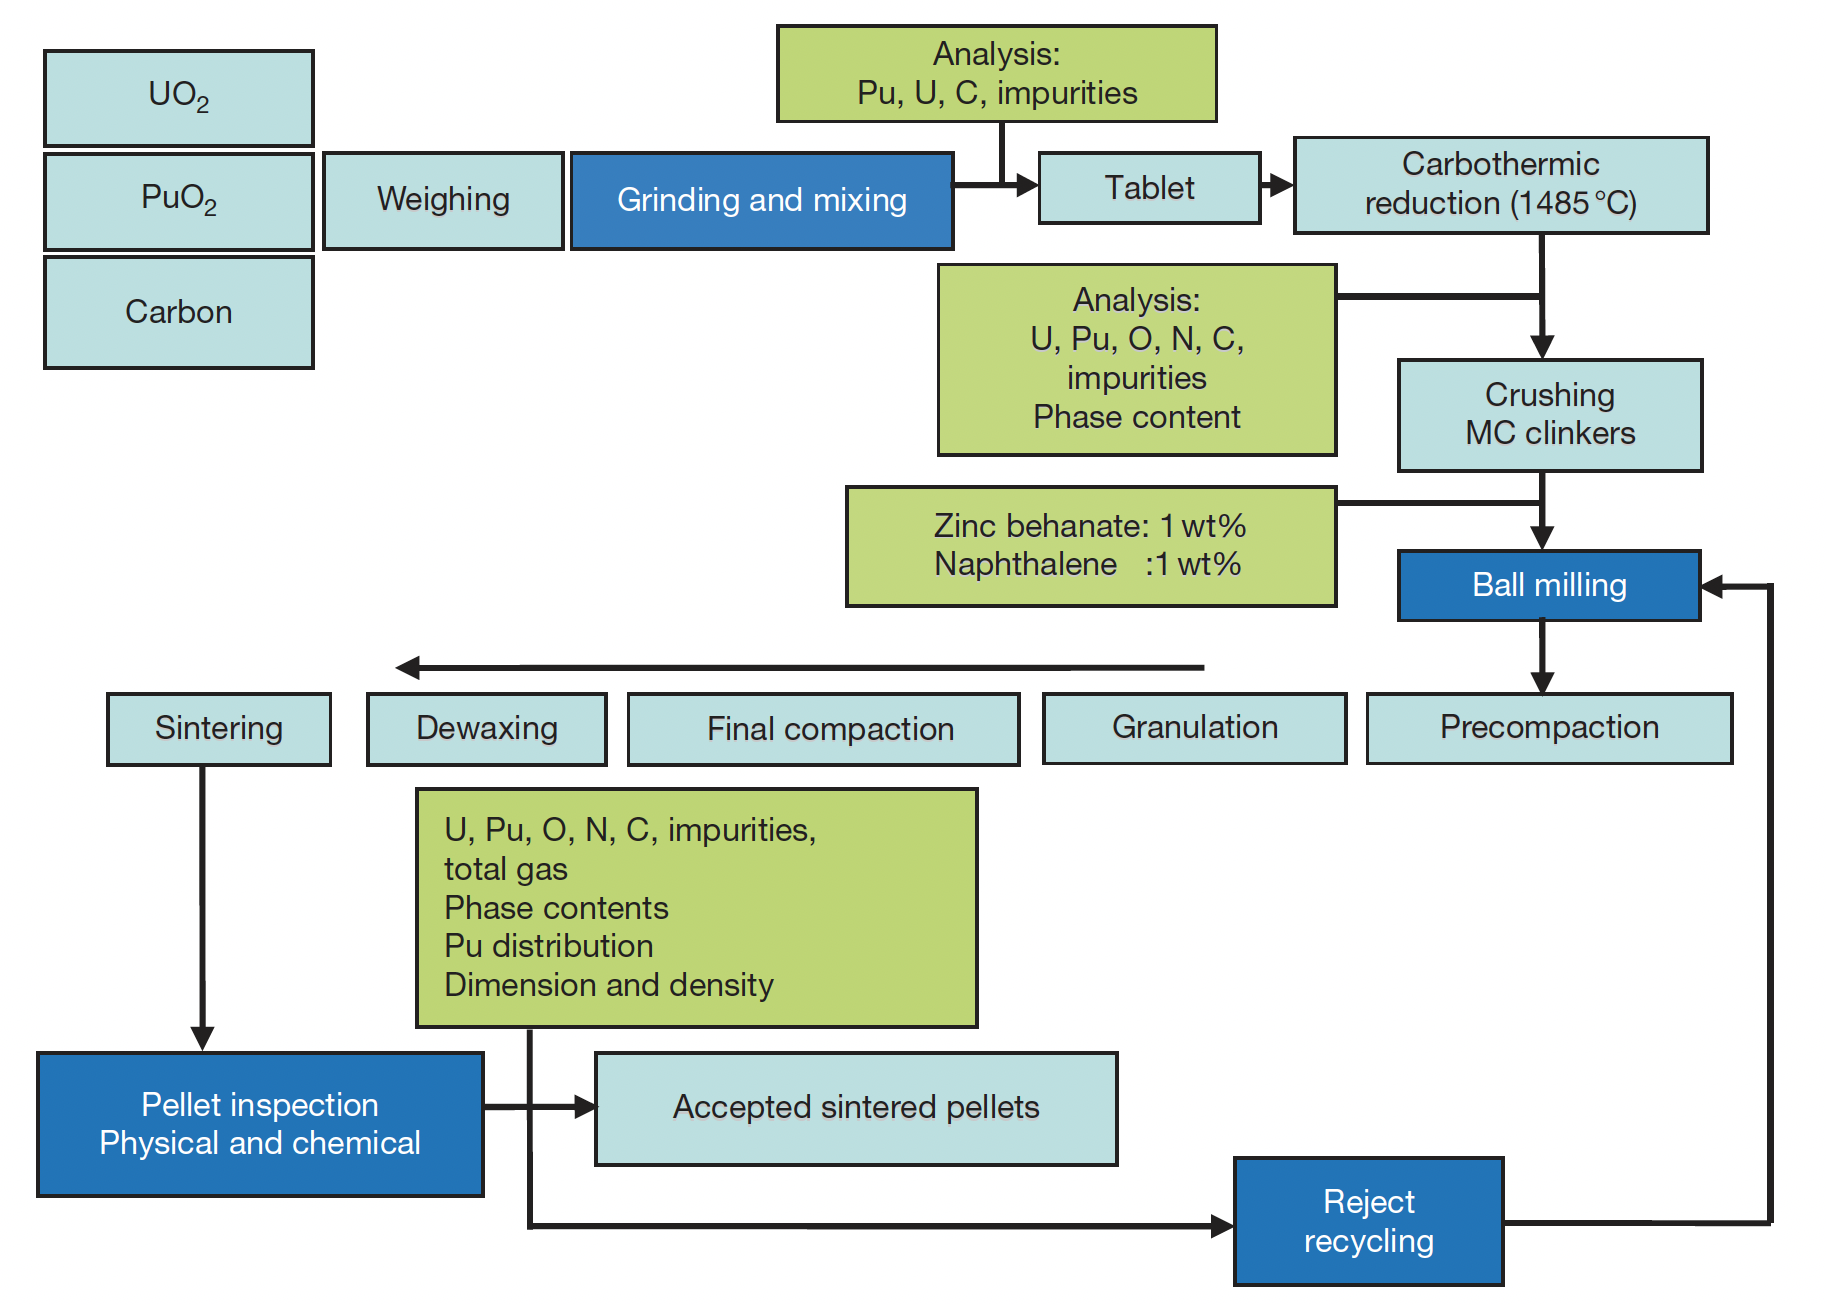 Analysis:
Pu, U, C, impurities
UO₂
PuO₂
Carbon
Weighing
Grinding and mixing
Tablet
Carbothermic
reduction (1485 °C)
Analysis:
U, Pu, O, N, C,
impurities
Phase content
Crushing
MC clinkers
Zinc behanate: 1 wt%
Naphthalene :1 wt%
Ball milling
Sintering
Dewaxing
Final compaction
Granulation
Precompaction
U, Pu, O, N, C, impurities,
total gas
Phase contents
Pu distribution
Dimension and density
Pellet inspection
Physical and chemical
Accepted sintered pellets
Reject
recycling